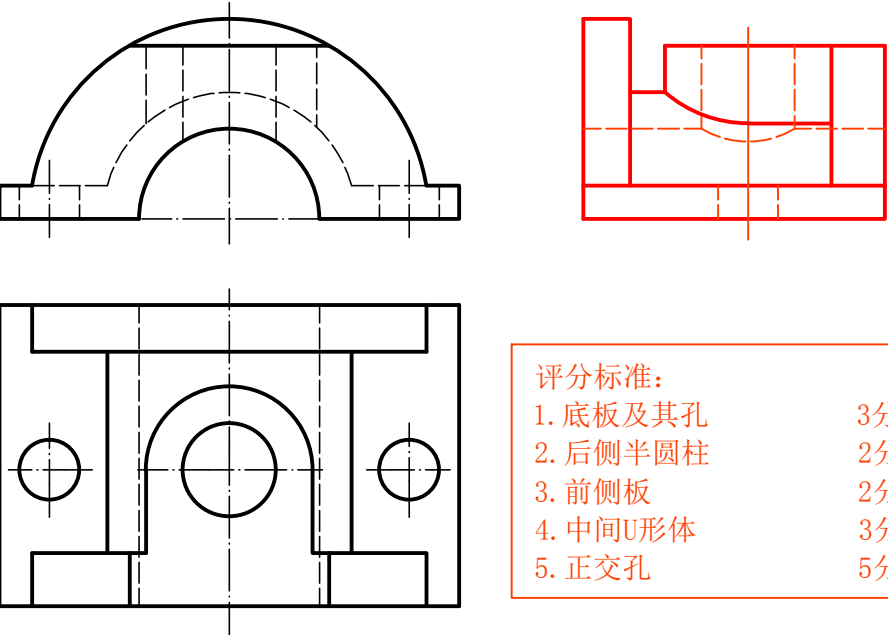 评分标准：
1.底板及其孔 3分
2.后侧半圆柱 2分
3.前侧板 2分
4.中间U形体 3分
5.正交孔 5分